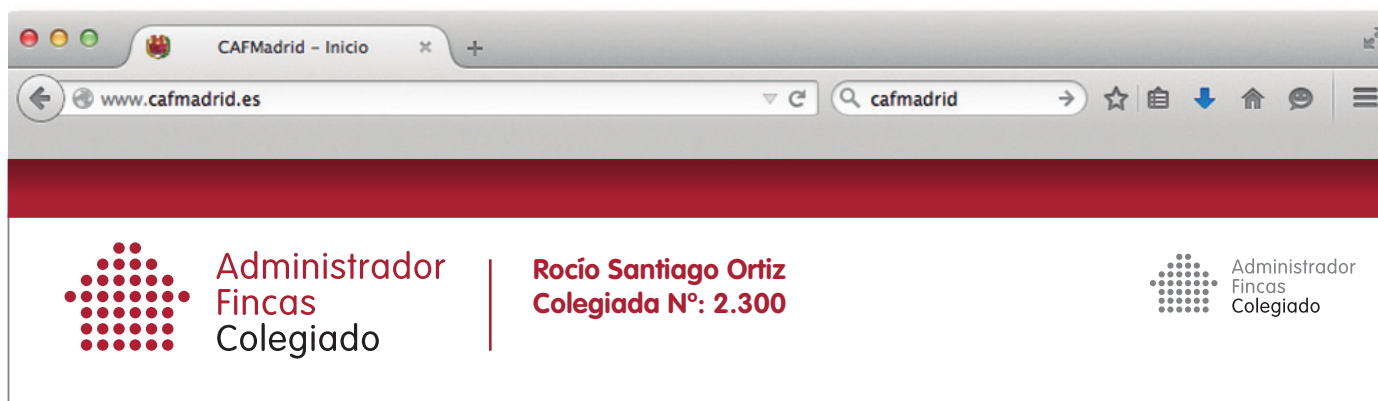 CAFMadrid – Inicio
www.cafmadrid.es
cafmadrid
Administrador
Fincas
Colegiado
Rocío Santiago Ortiz
Colegiada Nº: 2.300
Administrador
Fincas
Colegiado